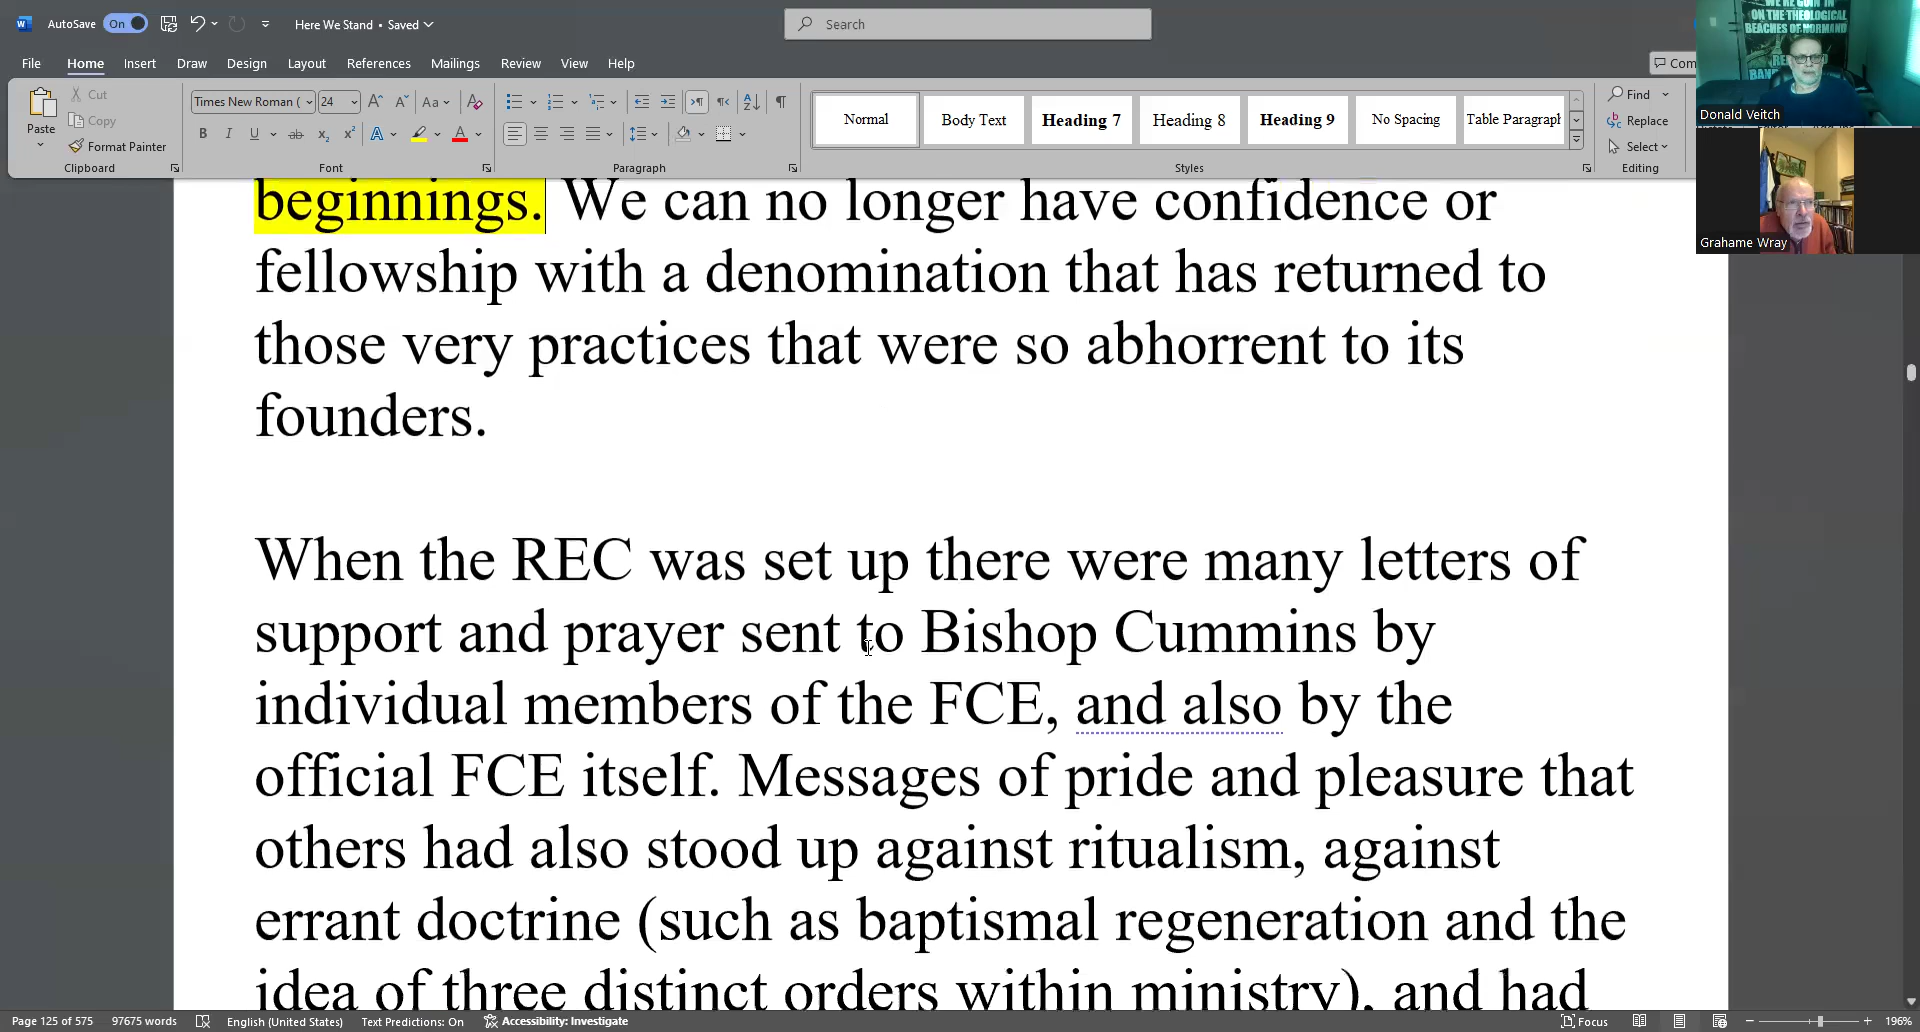 AutoSave On Here We Stand • Saved Search
File Home Insert Draw Design Layout References Mailings Review View Help Com
Paste Cut Copy Format Painter Clipboard
Times New Roman ( 24 Font
Paragraph
Normal Body Text Heading 7 Heading 8 Heading 9 No Spacing Table Paragraph Styles
Find Replace Select Editing
ON THE THEOLOGICAL
BEACHES OF NORMAND
Donald Veitch
Grahame Wray
beginnings. We can no longer have confidence or
fellowship with a denomination that has returned to
those very practices that were so abhorrent to its
founders.
When the REC was set up there were many letters of
support and prayer sent to Bishop Cummins by
individual members of the FCE, and also by the
official FCE itself. Messages of pride and pleasure that
others had also stood up against ritualism, against
errant doctrine (such as baptismal regeneration and the
idea of three distinct orders within ministry), and had
Page 125 of 575 97675 words English (United States) Text Predictions: On Accessibility: Investigate Focus 196%